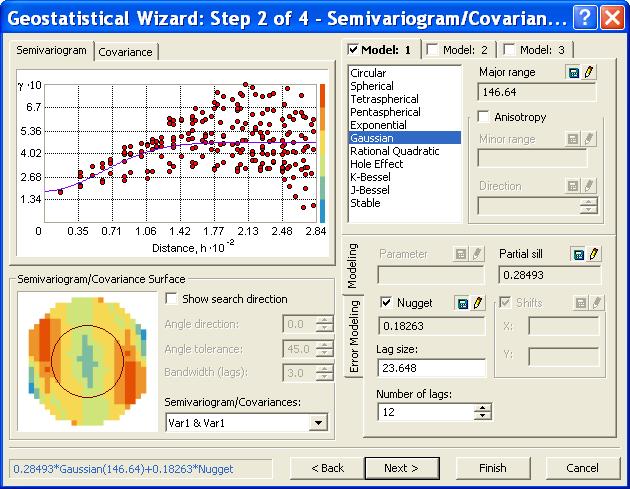 Geostatistical Wizard: Step 2 of 4 - Semivariogram/Covarian...
Semivariogram
Covariance
γ ·10
6.7
5.36
4.02
2.68
1.34
0 0.35 0.71 1.06 1.42 1.77 2.13 2.48 2.84
Distance, h ·10⁻²
Semivariogram/Covariance Surface
Show search direction
Angle direction: 0.0
Angle tolerance: 45.0
Bandwidth (lags): 3.0
Semivariogram/Covariances:
Var1 & Var1
Model: 1
Model: 2
Model: 3
Circular
Spherical
Tetraspherical
Pentaspherical
Exponential
Gaussian
Rational Quadratic
Hole Effect
K-Bessel
J-Bessel
Stable
Major range
146.64
Anisotropy
Minor range
Direction
Modeling
Error Modeling
Parameter
Partial sill
0.28493
Nugget
0.18263
Shifts
X:
Y:
Lag size:
23.648
Number of lags:
12
0.28493*Gaussian(146.64)+0.18263*Nugget
< Back
Next >
Finish
Cancel